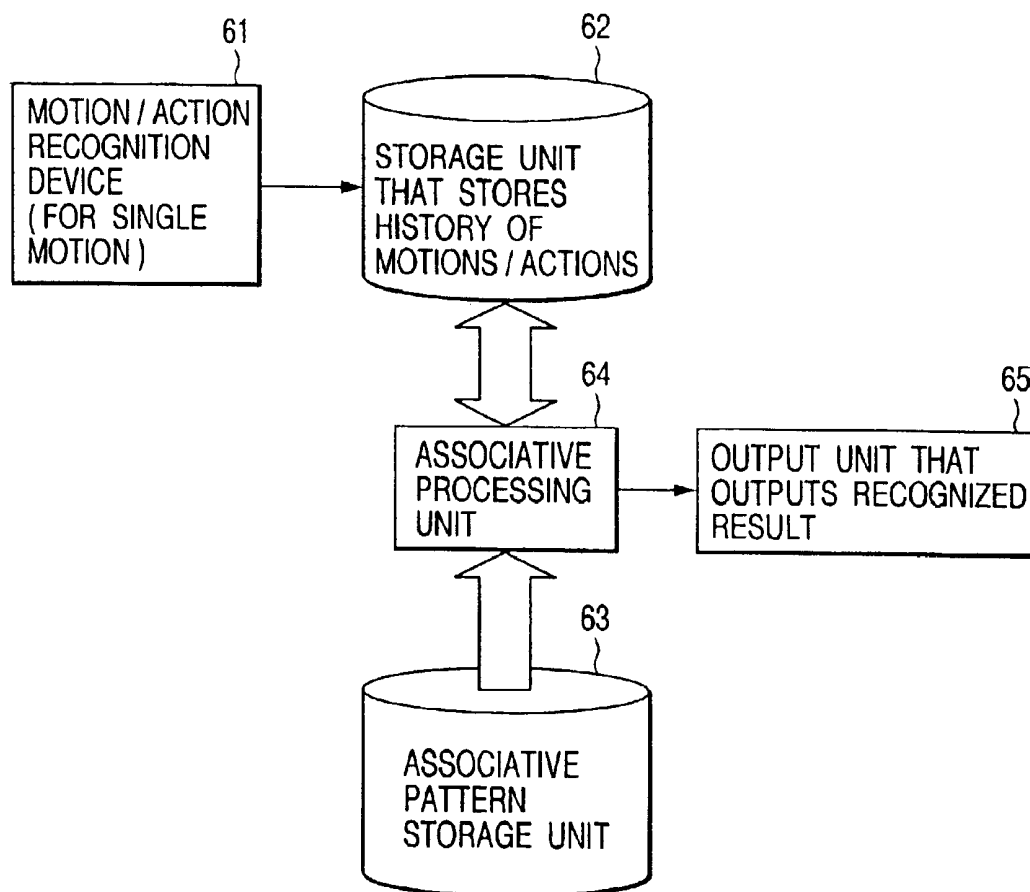 61
MOTION / ACTION
RECOGNITION
DEVICE
( FOR SINGLE
MOTION )
62
STORAGE UNIT
THAT STORES
HISTORY OF
MOTIONS / ACTIONS
64
ASSOCIATIVE
PROCESSING
UNIT
65
OUTPUT UNIT THAT
OUTPUTS RECOGNIZED
RESULT
63
ASSOCIATIVE
PATTERN
STORAGE UNIT